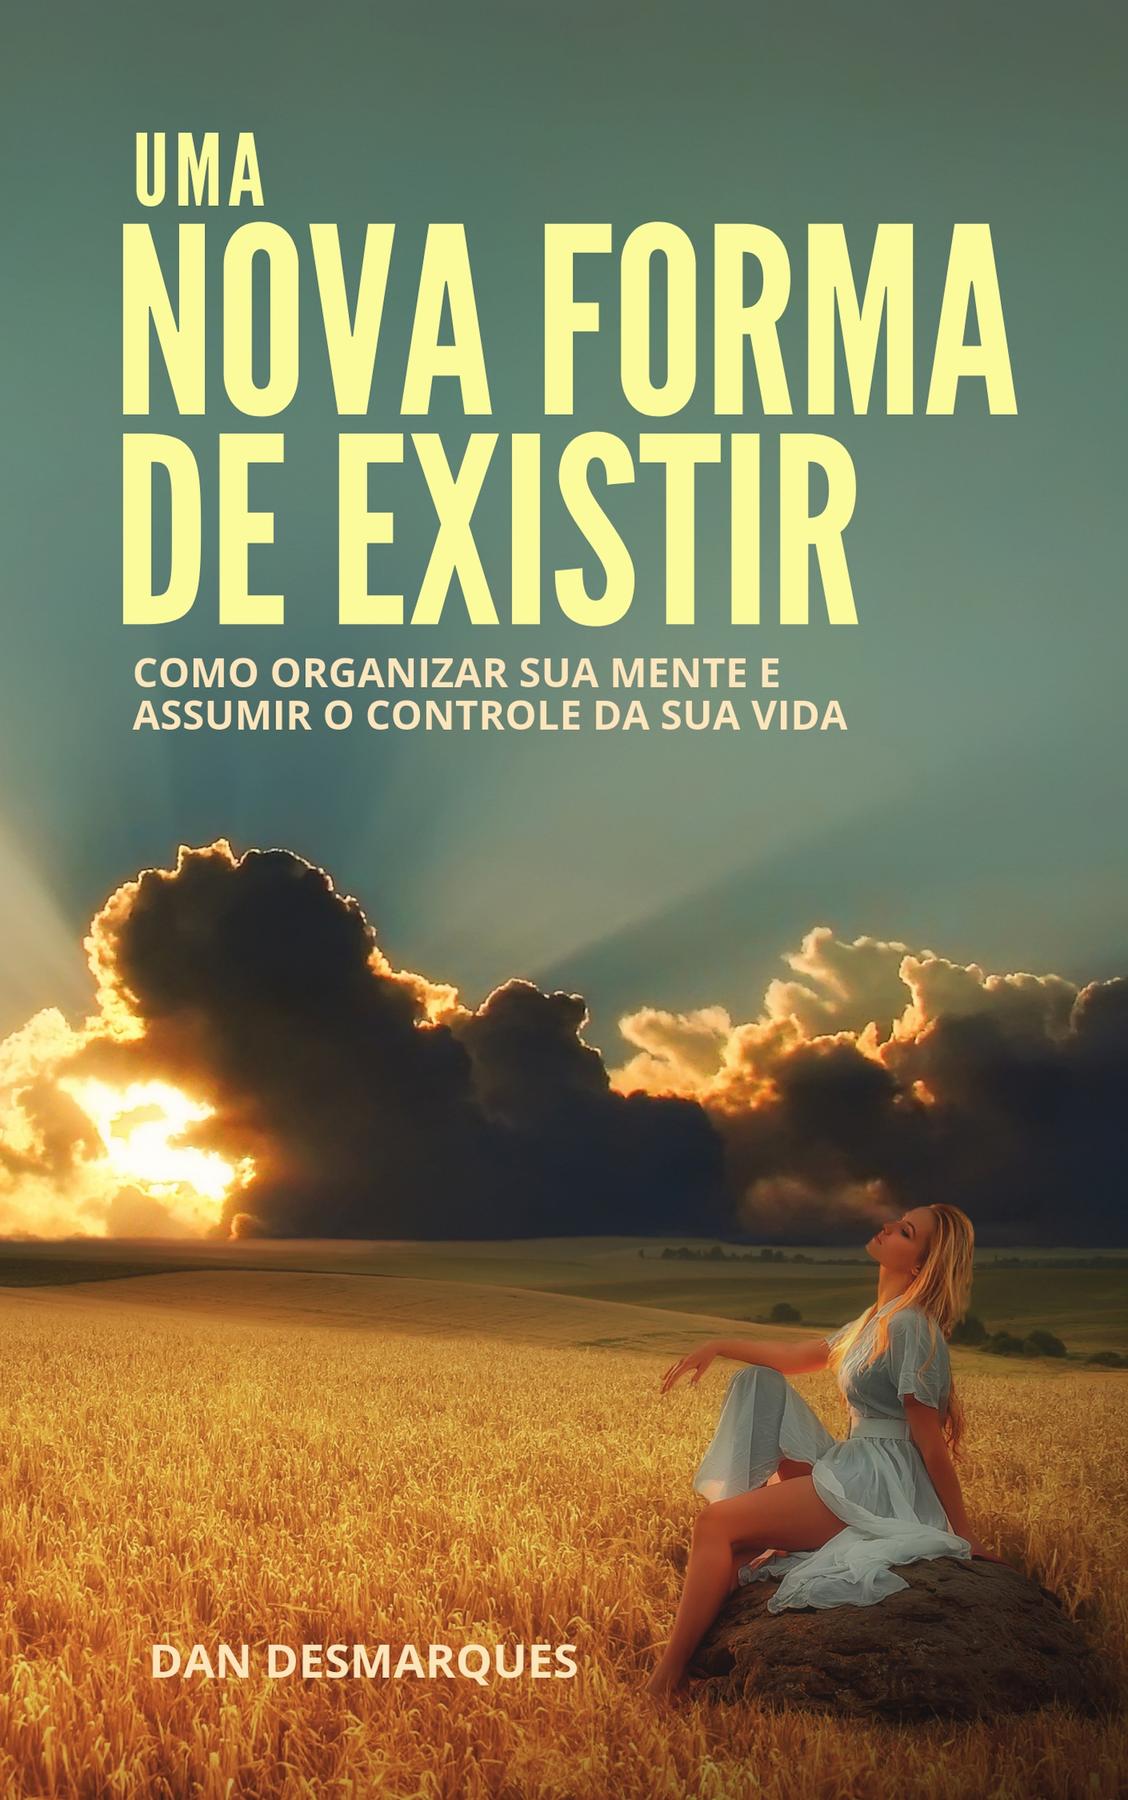 UMA
NOVA FORMA
DE EXISTIR
COMO ORGANIZAR SUA MENTE E
ASSUMIR O CONTROLE DA SUA VIDA
DAN DESMARQUES